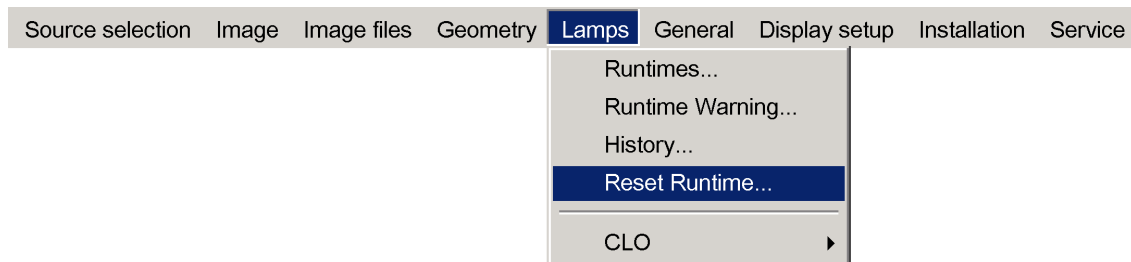 Source selection Image Image files Geometry Lamps General Display setup Installation Service
Runtimes...
Runtime Warning...
History...
Reset Runtime...
CLO